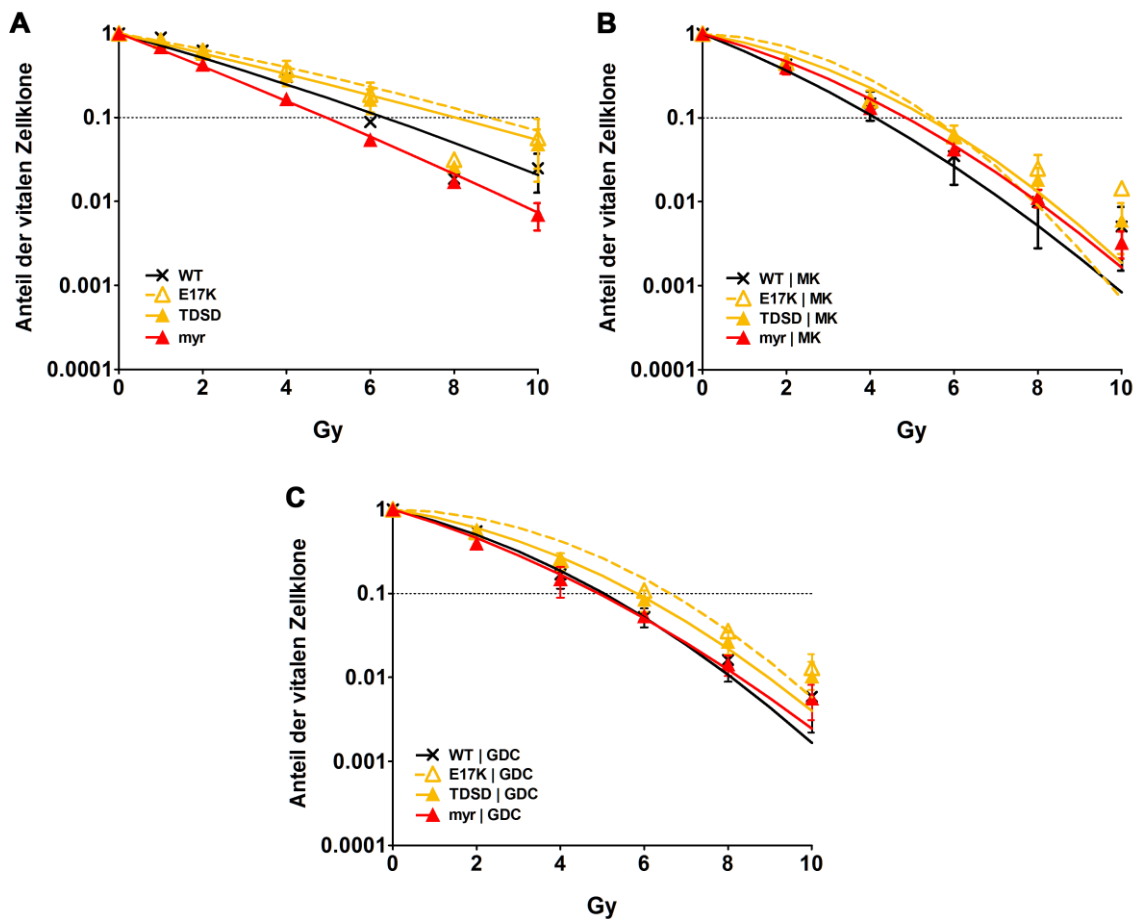 A
Anteil der vitalen Zellklone
1
0.1
0.01
0.001
0.0001
WT
E17K
TDSD
myr
0 2 4 6 8 10
Gy
B
Anteil der vitalen Zellklone
1
0.1
0.01
0.001
0.0001
WT | MK
E17K | MK
TDSD | MK
myr | MK
0 2 4 6 8 10
Gy
C
Anteil der vitalen Zellklone
1
0.1
0.01
0.001
0.0001
WT | GDC
E17K | GDC
TDSD | GDC
myr | GDC
0 2 4 6 8 10
Gy